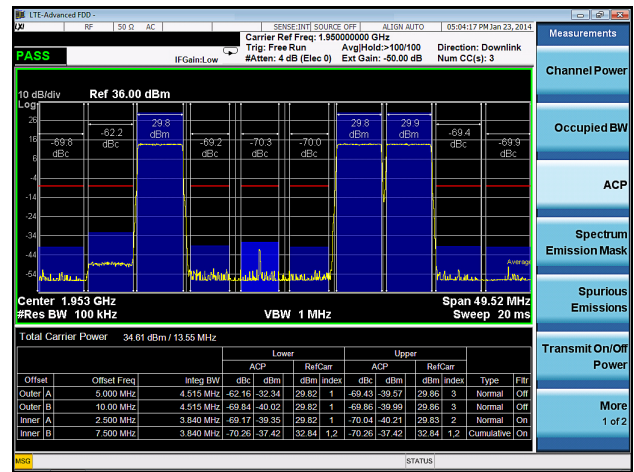 LTE-Advanced FDD -
LXI RF 50 Ω AC SENSE:INT SOURCE OFF ALIGN AUTO 05:04:17 PM Jan 23, 2014
Carrier Ref Freq: 1.950000000 GHz
PASS IFGain:Low Trig: Free Run Avg|Hold:>100/100 Direction: Downlink
#Atten: 4 dB (Elec 0) Ext Gain: -50.00 dB Num CC(s): 3
10 dB/div Ref 36.00 dBm
Log
26
16
6
-4
-14
-24
-34
-44
-54
-69.8 dBc
-62.2 dBc
29.8 dBm
-69.2 dBc
-70.3 dBc
-70.0 dBc
29.8 dBm
29.9 dBm
-69.4 dBc
-69.9 dBc
Average
Center 1.953 GHz Span 49.52 MHz
#Res BW 100 kHz VBW 1 MHz Sweep 20 ms
Total Carrier Power 34.61 dBm / 13.55 MHz
Lower Upper
ACP RefCarr ACP RefCarr
Offset Offset Freq Integ BW dBc dBm dBm index dBc dBm dBm index Type Fltr
Outer A 5.000 MHz 4.515 MHz -62.16 -32.34 29.82 1 -69.43 -39.57 29.86 3 Normal Off
Outer B 10.00 MHz 4.515 MHz -69.84 -40.02 29.82 1 -69.86 -39.99 29.86 3 Normal Off
Inner A 2.500 MHz 3.840 MHz -69.17 -39.35 29.82 1 -70.04 -40.21 29.83 2 Normal On
Inner B 7.500 MHz 3.840 MHz -70.26 -37.42 32.84 1,2 -70.26 -37.42 32.84 1,2 Cumulative On
MSG STATUS
Measurements
Channel Power
Occupied BW
ACP
Spectrum
Emission Mask
Spurious
Emissions
Transmit On/Off
Power
More
1 of 2